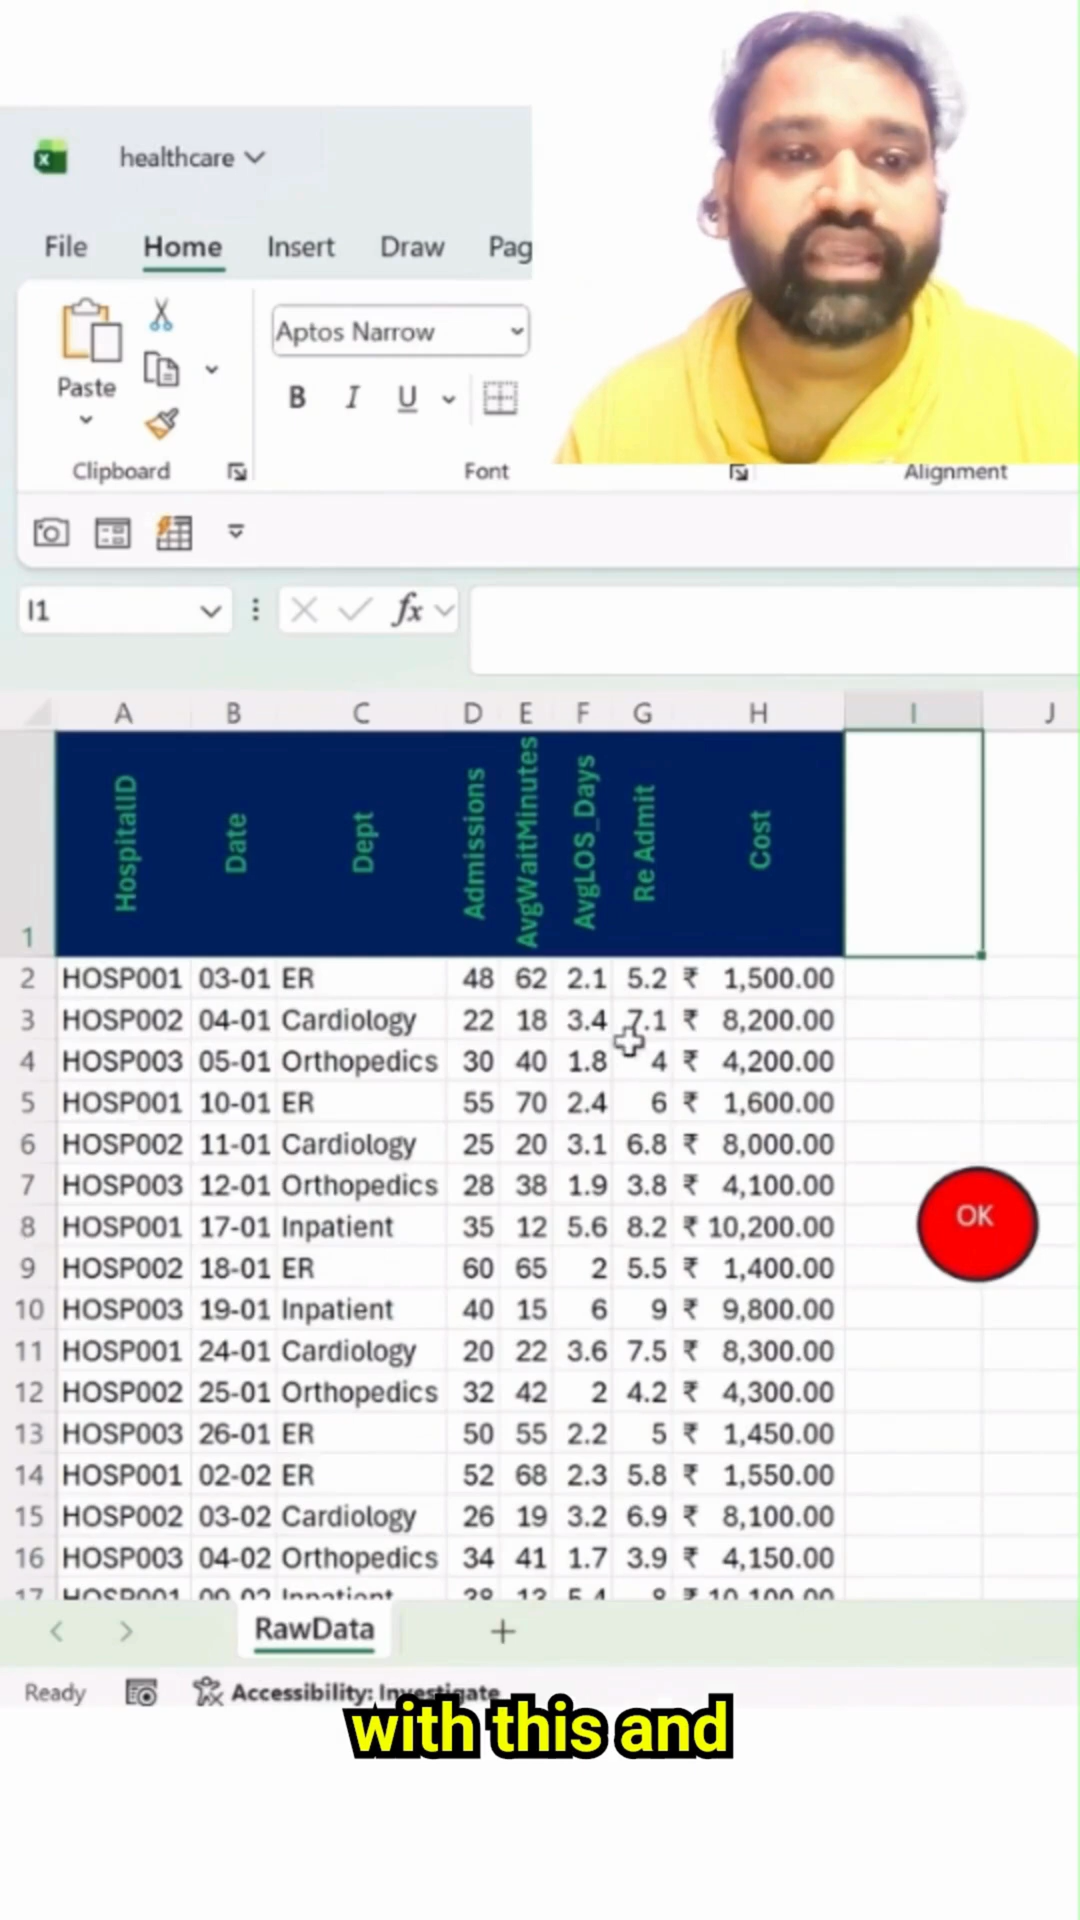 healthcare
File Home Insert Draw Pag
Aptos Narrow
Paste
B I U
Clipboard Font Alignment
I1 fx
A B C D E F G H I J
1 HospitalID Date Dept Admissions AvgWaitMinutes AvgLOS_Days Re Admit Cost
2 HOSP001 03-01 ER 48 62 2.1 5.2 ₹ 1,500.00
3 HOSP002 04-01 Cardiology 22 18 3.4 7.1 ₹ 8,200.00
4 HOSP003 05-01 Orthopedics 30 40 1.8 4 ₹ 4,200.00
5 HOSP001 10-01 ER 55 70 2.4 6 ₹ 1,600.00
6 HOSP002 11-01 Cardiology 25 20 3.1 6.8 ₹ 8,000.00
7 HOSP003 12-01 Orthopedics 28 38 1.9 3.8 ₹ 4,100.00
8 HOSP001 17-01 Inpatient 35 12 5.6 8.2 ₹ 10,200.00
OK
9 HOSP002 18-01 ER 60 65 2 5.5 ₹ 1,400.00
10 HOSP003 19-01 Inpatient 40 15 6 9 ₹ 9,800.00
11 HOSP001 24-01 Cardiology 20 22 3.6 7.5 ₹ 8,300.00
12 HOSP002 25-01 Orthopedics 32 42 2 4.2 ₹ 4,300.00
13 HOSP003 26-01 ER 50 55 2.2 5 ₹ 1,450.00
14 HOSP001 02-02 ER 52 68 2.3 5.8 ₹ 1,550.00
15 HOSP002 03-02 Cardiology 26 19 3.2 6.9 ₹ 8,100.00
16 HOSP003 04-02 Orthopedics 34 41 1.7 3.9 ₹ 4,150.00
17 HOSP001 09-02 Inpatient
RawData
Ready Accessibility: Investigate
with this and